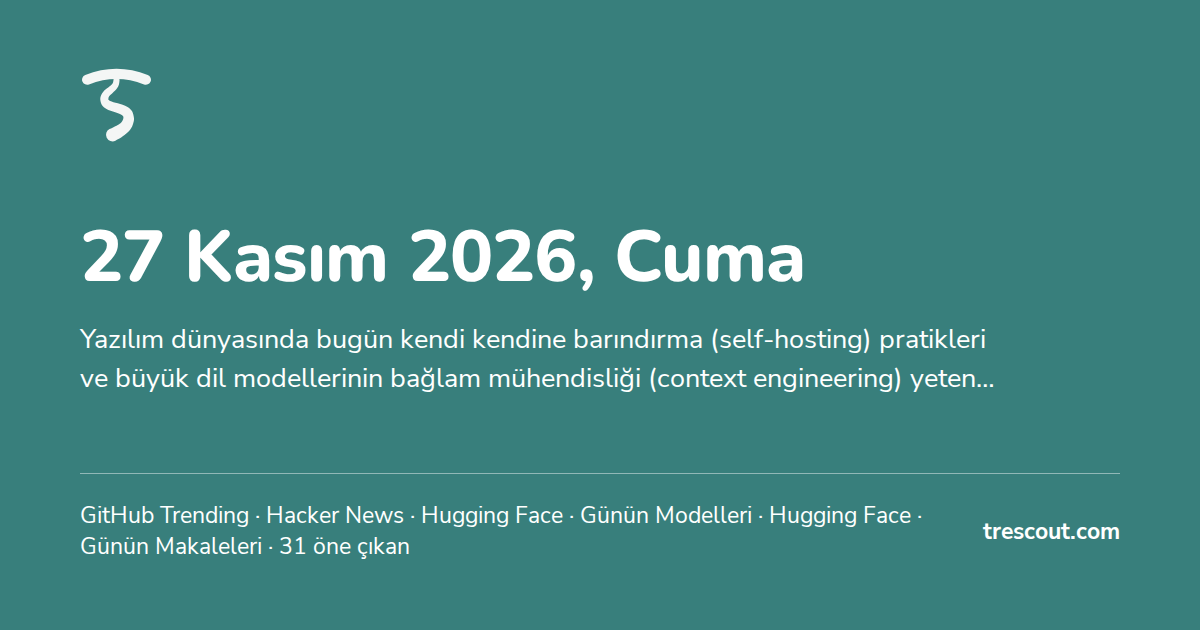 27 Kasım 2026, Cuma
Yazılım dünyasında bugün kendi kendine barındırma (self-hosting) pratikleri
ve büyük dil modellerinin bağlam mühendisliği (context engineering) yeten...
GitHub Trending · Hacker News · Hugging Face · Günün Modelleri · Hugging Face ·
Günün Makaleleri · 31 öne çıkan
trescout.com